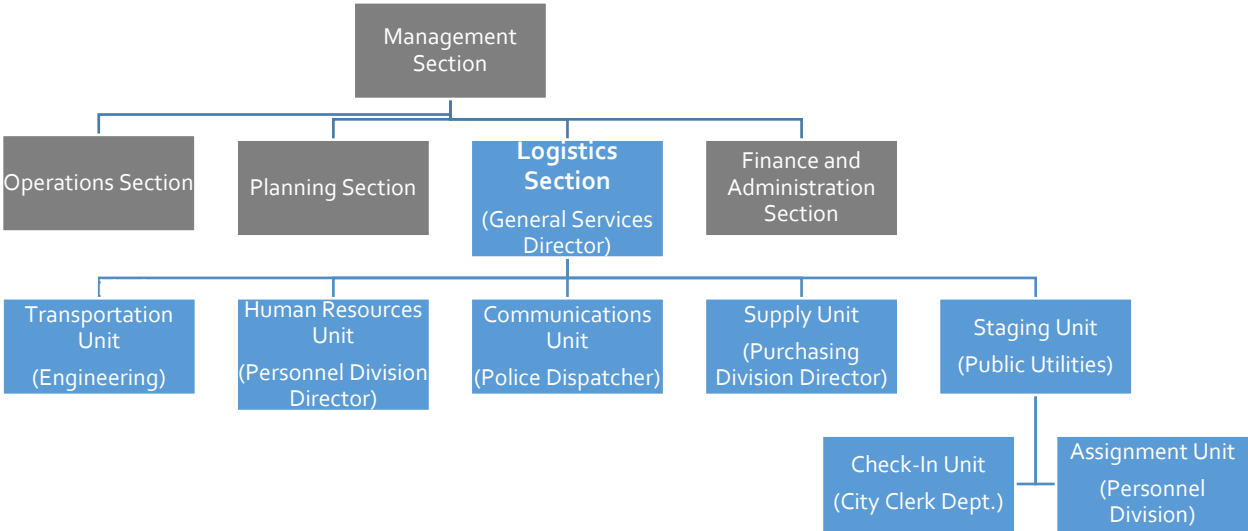 Management
Section
Operations Section
Planning Section
Logistics
Section
(General Services
Director)
Finance and
Administration
Section
Transportation
Unit
(Engineering)
Human Resources
Unit
(Personnel Division
Director)
Communications
Unit
(Police Dispatcher)
Supply Unit
(Purchasing
Division Director)
Staging Unit
(Public Utilities)
Check-In Unit
(City Clerk Dept.)
Assignment Unit
(Personnel
Division)